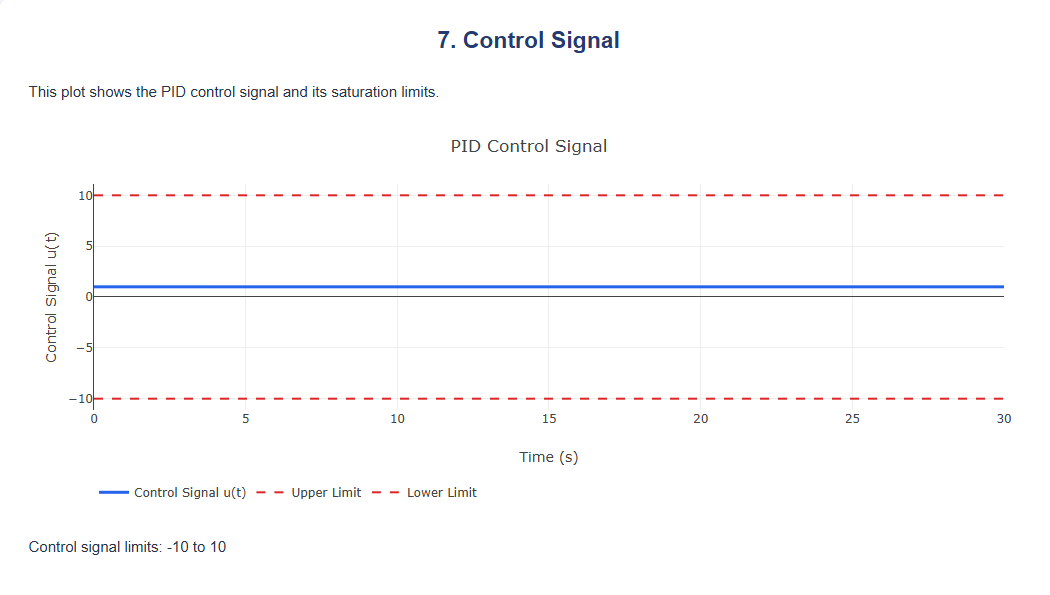 7. Control Signal
This plot shows the PID control signal and its saturation limits.
PID Control Signal
Control Signal u(t)
10
5
0
−5
−10
0 5 10 15 20 25 30
Time (s)
Control Signal u(t) Upper Limit Lower Limit
Control signal limits: -10 to 10